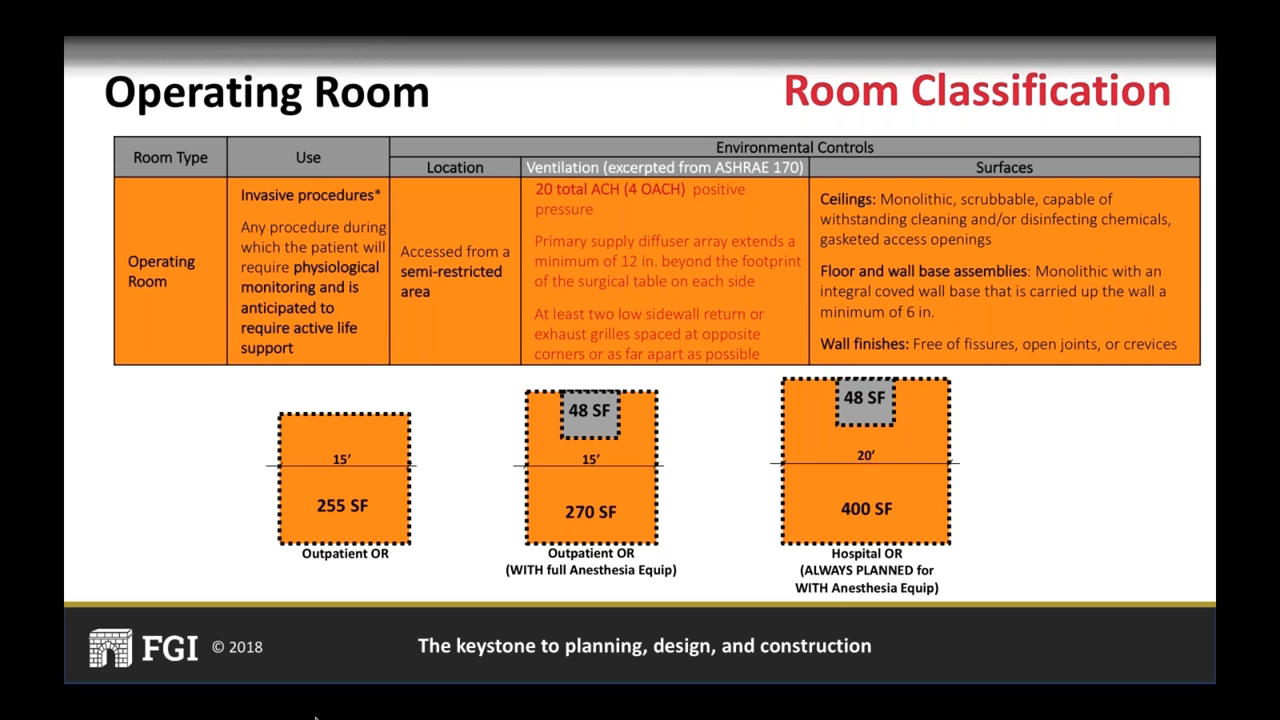 Operating Room
Room Classification
Room Type
Use
Environmental Controls
Location
Ventilation (excerpted from ASHRAE 170)
Surfaces
Operating
Room
Invasive procedures*
Any procedure during
which the patient will
require physiological
monitoring and is
anticipated to
require active life
support
Accessed from a
semi-restricted
area
20 total ACH (4 OACH) positive
pressure
Primary supply diffuser array extends a
minimum of 12 in. beyond the footprint
of the surgical table on each side
At least two low sidewall return or
exhaust grilles spaced at opposite
corners or as far apart as possible
Ceilings: Monolithic, scrubbable, capable of
withstanding cleaning and/or disinfecting chemicals,
gasketed access openings
Floor and wall base assemblies: Monolithic with an
integral coved wall base that is carried up the wall a
minimum of 6 in.
Wall finishes: Free of fissures, open joints, or crevices
15’
255 SF
Outpatient OR
48 SF
15’
270 SF
Outpatient OR
(WITH full Anesthesia Equip)
48 SF
20’
400 SF
Hospital OR
(ALWAYS PLANNED for
WITH Anesthesia Equip)
FGI © 2018
The keystone to planning, design, and construction